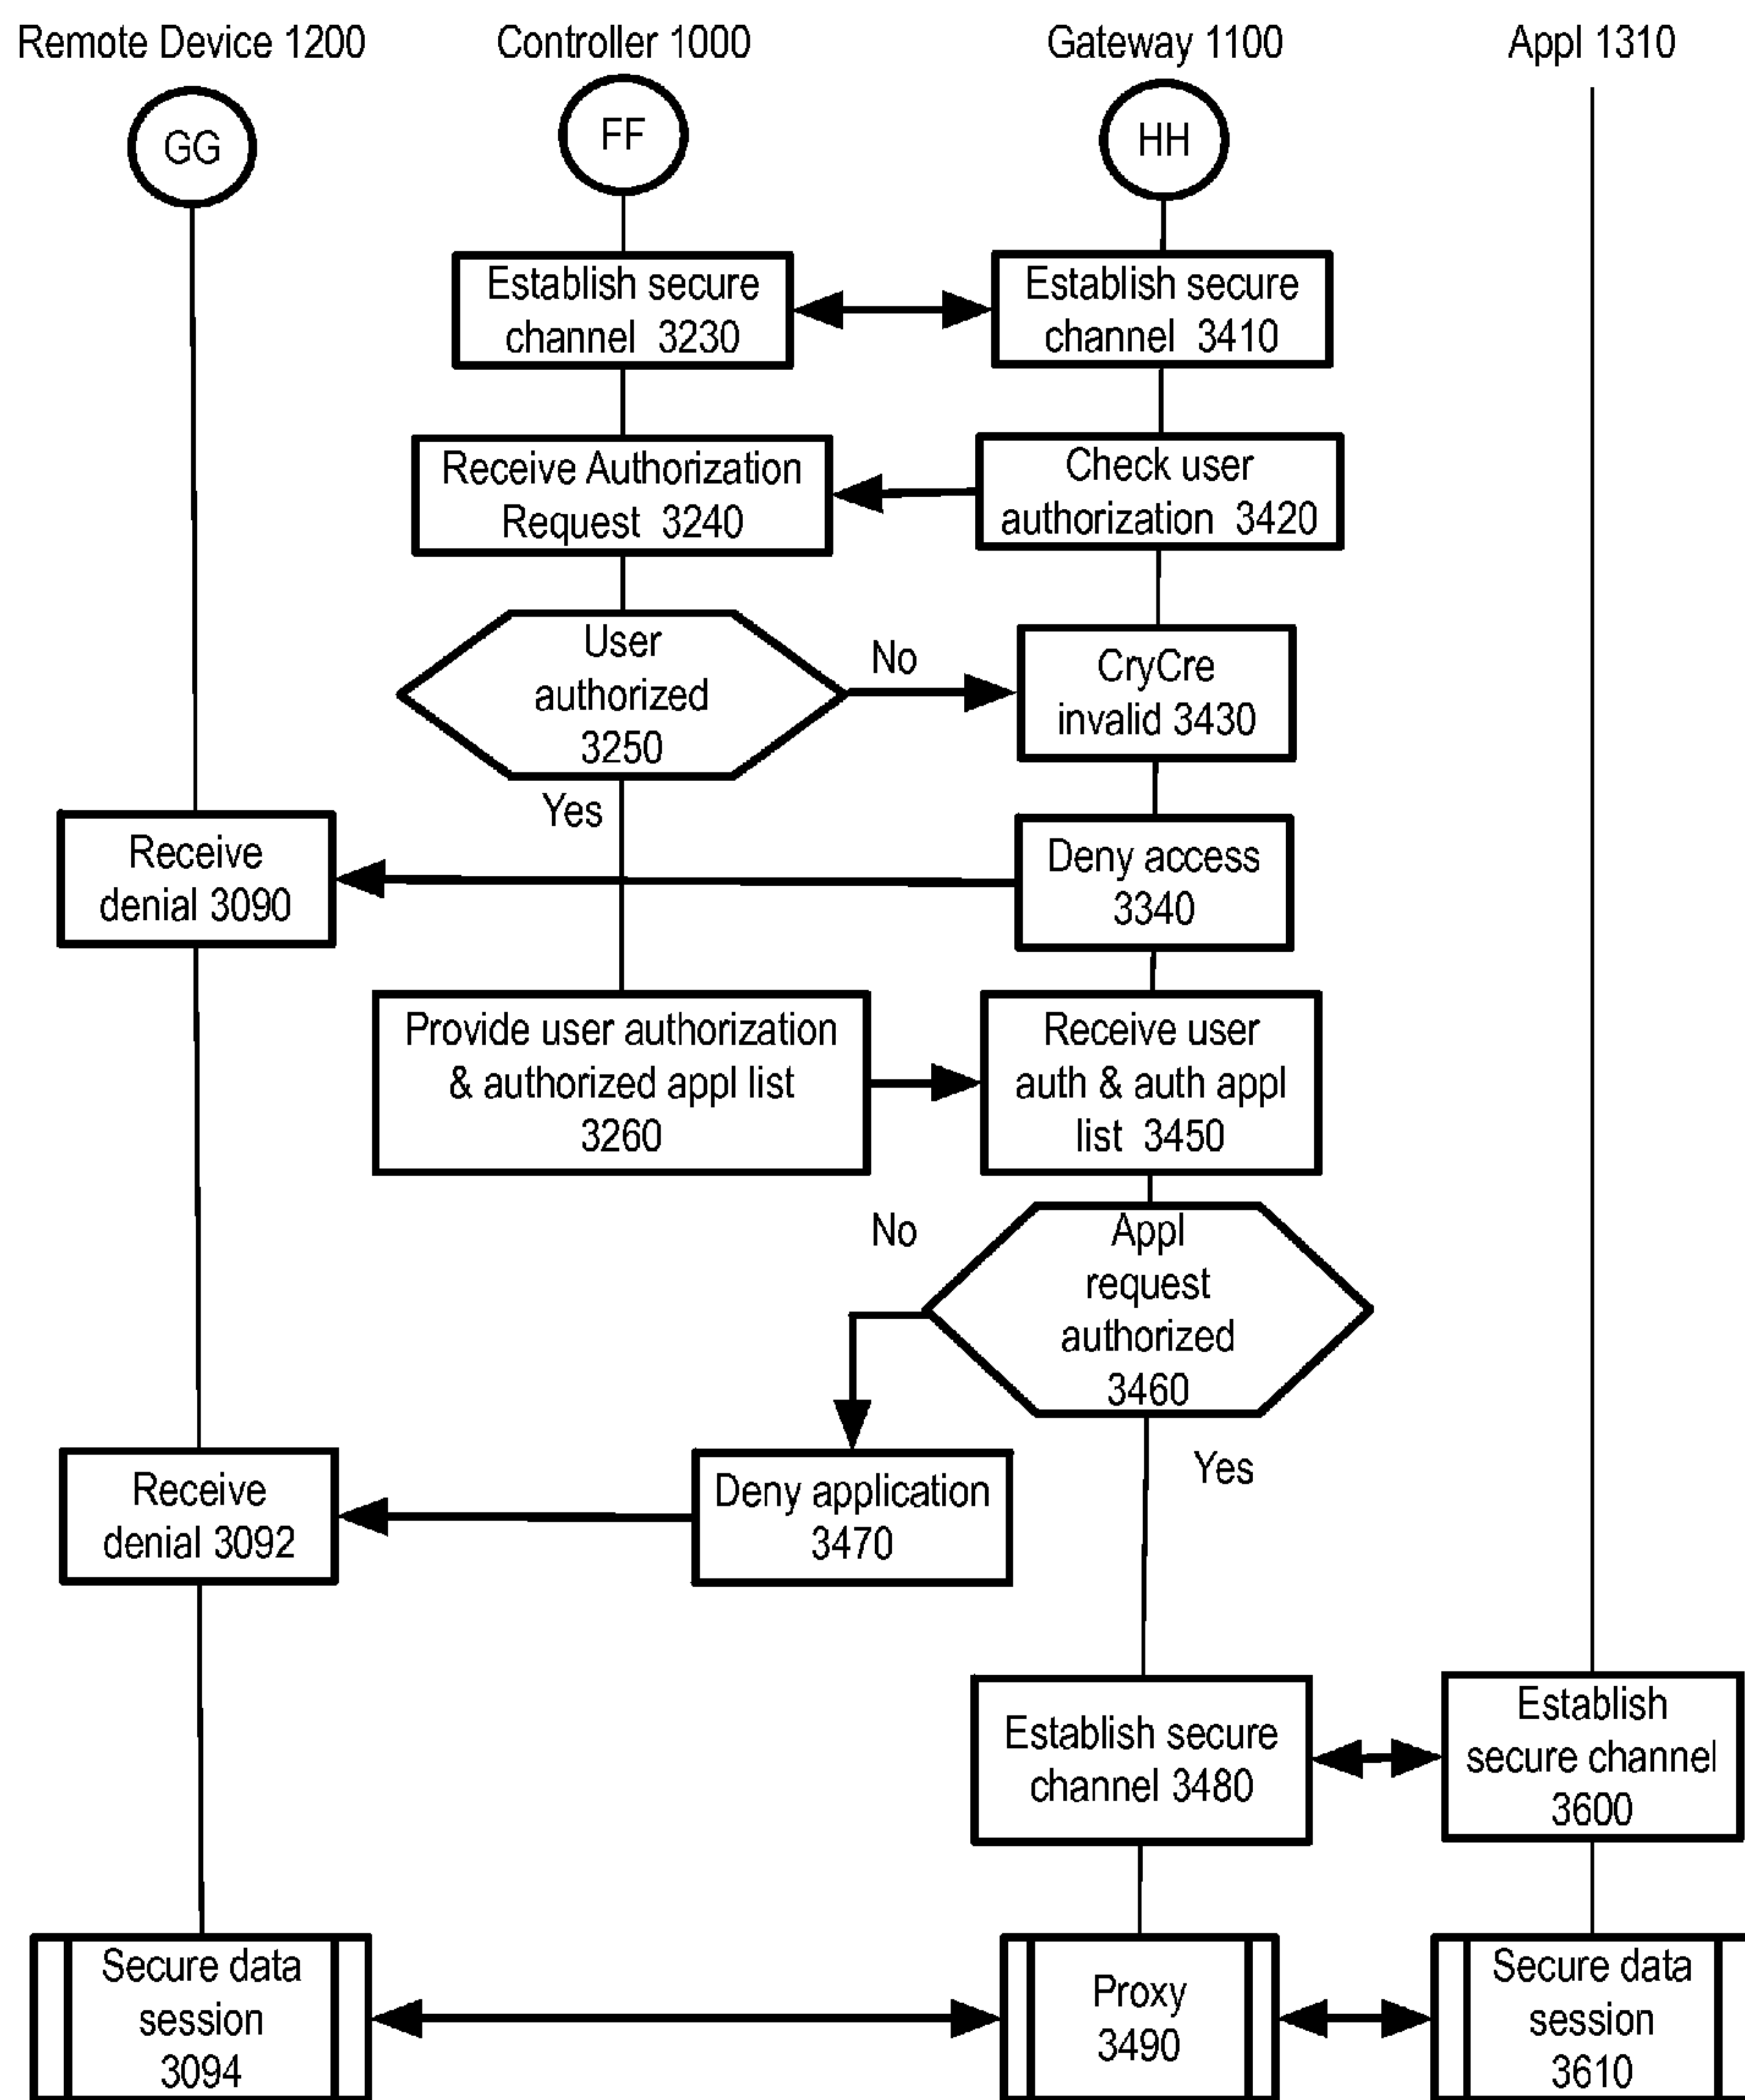 Remote Device 1200
Controller 1000
Gateway 1100
Appl 1310
GG
FF
HH
Establish secure
channel 3230
Establish secure
channel 3410
Receive Authorization
Request 3240
Check user
authorization 3420
User
authorized
3250
No
CryCre
invalid 3430
Yes
Receive
denial 3090
Deny access
3340
Provide user authorization
& authorized appl list
3260
Receive user
auth & auth appl
list 3450
No
Appl
request
authorized
3460
Yes
Receive
denial 3092
Deny application
3470
Establish secure
channel 3480
Establish
secure channel
3600
Secure data
session
3094
Proxy
3490
Secure data
session
3610